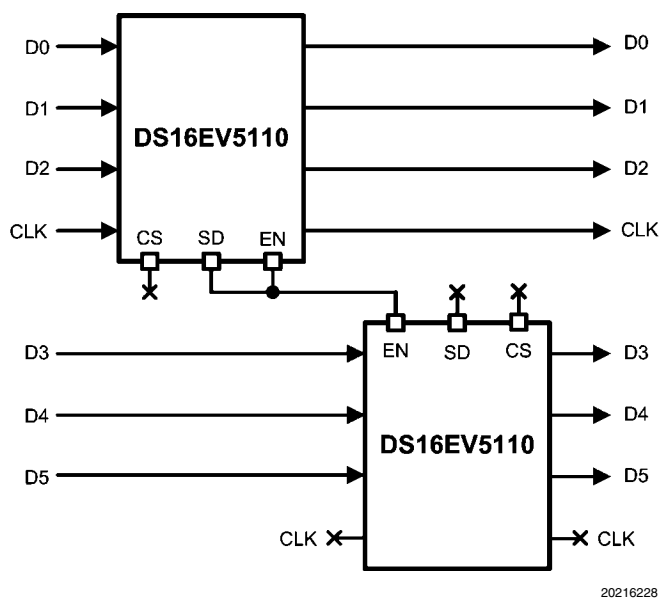 D0 D0
D1 D1
DS16EV5110
D2 D2
CLK CLK
CS SD EN
D3 EN SD CS D3
D4 D4
DS16EV5110
D5 D5
CLK CLK
20216228